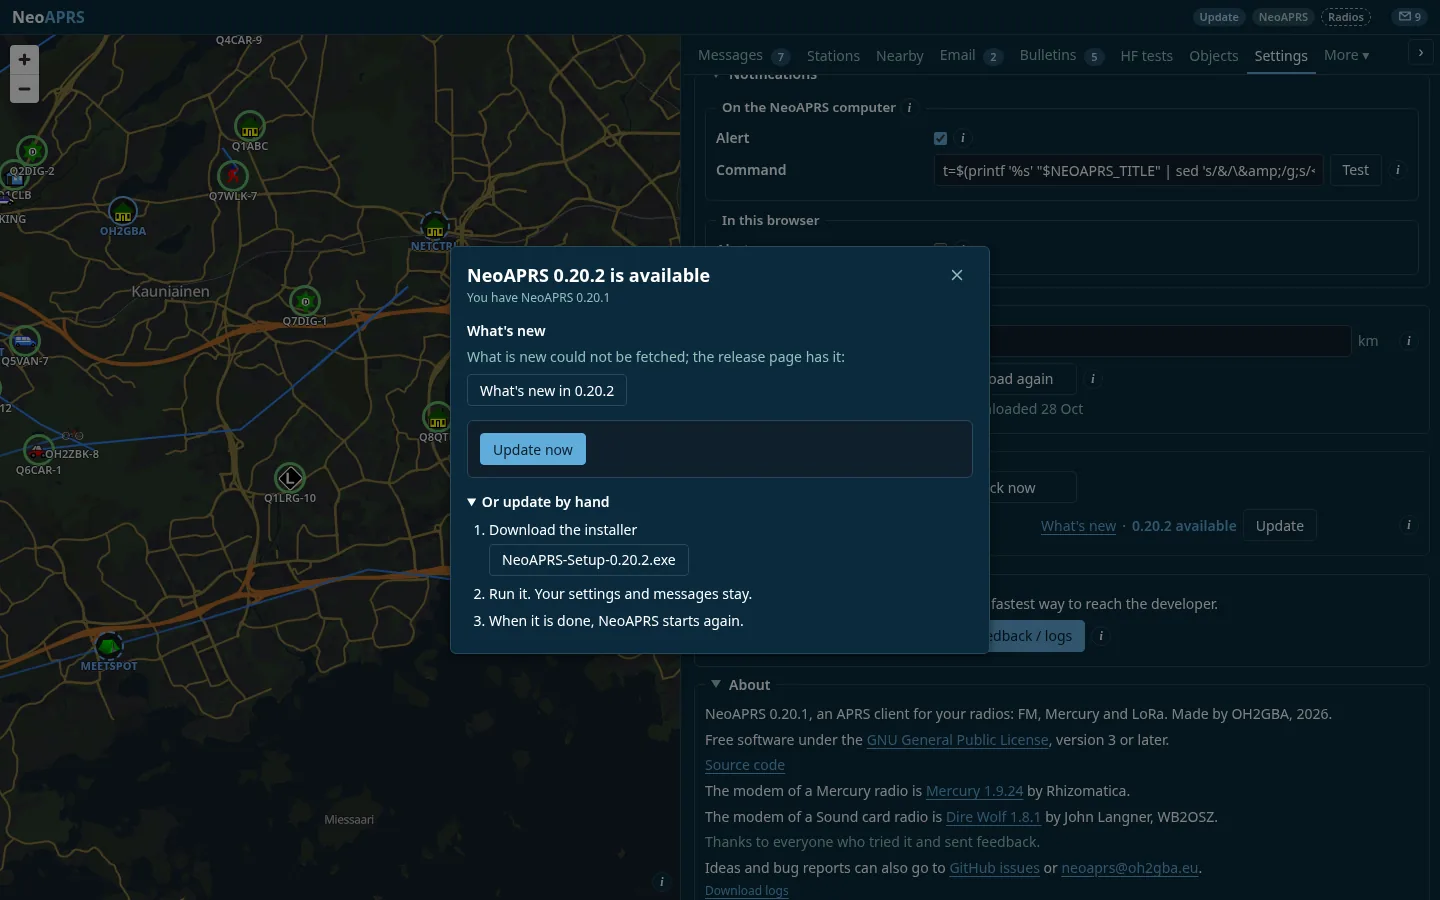 NeoAPRS
Update
NeoAPRS
Radios
9
Messages 7
Stations
Nearby
Email 2
Bulletins 5
HF tests
Objects
Settings
More ▾
›
+
−
Q4CAR-9
Q1ABC
Q2DIG-2
Q1CLB
KING
Q7WLK-7
OH2GBA
NETCTRL
Kauniainen
Q7DIG-1
Q5VAN-7
12
OH2ZBK-8
Q6CAR-1
Q8QT
Q1LRG-10
MEETSPOT
Miessaari
i
Notifications
On the NeoAPRS computer i
Alert i
Command t=$(printf '%s' "$NEOAPRS_TITLE" | sed 's/&/\&amp;/g;s/< Test i
In this browser
km i
oad again i
loaded 28 Oct
ck now
What's new · 0.20.2 available Update i
fastest way to reach the developer.
edback / logs i
NeoAPRS 0.20.2 is available
You have NeoAPRS 0.20.1
What's new
What is new could not be fetched; the release page has it:
What's new in 0.20.2
Update now
▼ Or update by hand
1. Download the installer
NeoAPRS-Setup-0.20.2.exe
2. Run it. Your settings and messages stay.
3. When it is done, NeoAPRS starts again.
▼ About
NeoAPRS 0.20.1, an APRS client for your radios: FM, Mercury and LoRa. Made by OH2GBA, 2026.
Free software under the GNU General Public License, version 3 or later.
Source code
The modem of a Mercury radio is Mercury 1.9.24 by Rhizomatica.
The modem of a Sound card radio is Dire Wolf 1.8.1 by John Langner, WB2OSZ.
Thanks to everyone who tried it and sent feedback.
Ideas and bug reports can also go to GitHub issues or neoaprs@oh2gba.eu.
Download logs